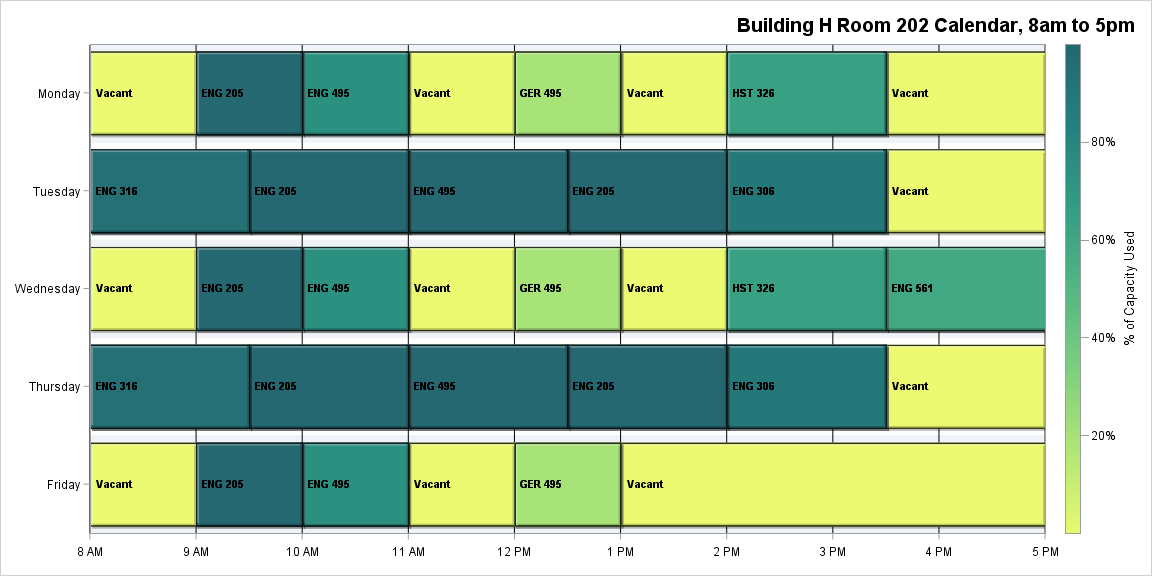 Building H Room 202 Calendar, 8am to 5pm
Monday
Vacant
ENG 205
ENG 495
Vacant
GER 495
Vacant
HST 326
Vacant
Tuesday
ENG 316
ENG 205
ENG 495
ENG 205
ENG 306
Vacant
Wednesday
Vacant
ENG 205
ENG 495
Vacant
GER 495
Vacant
HST 326
ENG 561
Thursday
ENG 316
ENG 205
ENG 495
ENG 205
ENG 306
Vacant
Friday
Vacant
ENG 205
ENG 495
Vacant
GER 495
Vacant
8 AM
9 AM
10 AM
11 AM
12 PM
1 PM
2 PM
3 PM
4 PM
5 PM
80%
60%
40%
20%
% of Capacity Used